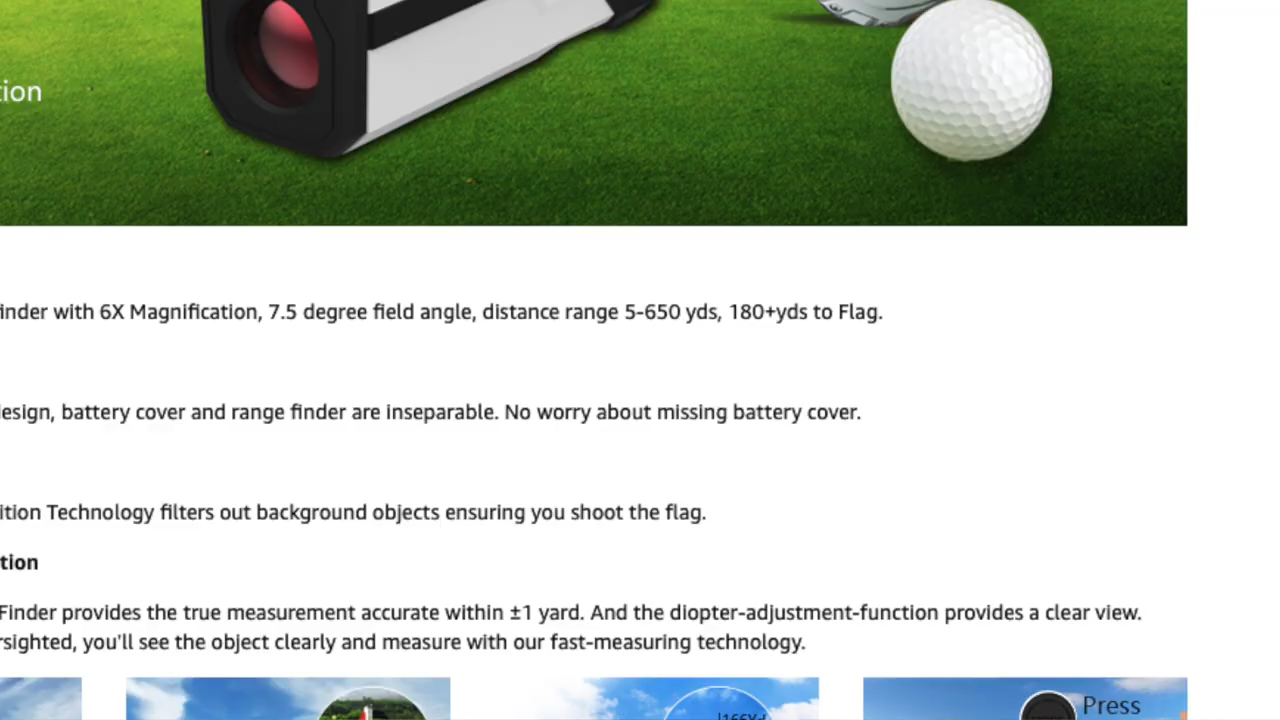 tion
finder with 6X Magnification, 7.5 degree field angle, distance range 5-650 yds, 180+yds to Flag.
design, battery cover and range finder are inseparable. No worry about missing battery cover.
ition Technology filters out background objects ensuring you shoot the flag.
tion
Finder provides the true measurement accurate within ±1 yard. And the diopter-adjustment-function provides a clear view.
rsighted, you'll see the object clearly and measure with our fast-measuring technology.
Press